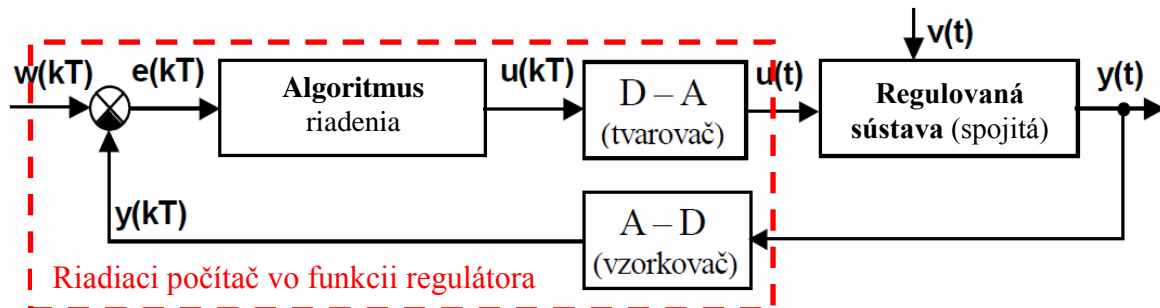 v(t)
w(kT)
e(kT)
Algoritmus
riadenia
u(kT)
D – A
(tvarovač)
u(t)
Regulovaná
sústava (spojitá)
y(t)
y(kT)
A – D
(vzorkovač)
Riadiaci počítač vo funkcii regulátora